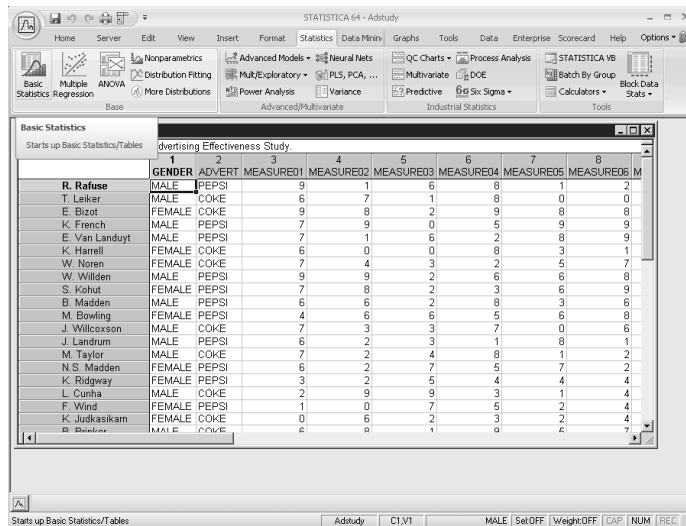 STATISTICA 64 - Adstudy
Home Server Edit View Insert Format Statistics Data Mining Graphs Tools Data Enterprise Scorecard Help Options
Basic Statistics
Multiple Regression
ANOVA
Nonparametrics
Distribution Fitting
More Distributions
Base
Advanced Models
Mult/Exploratory
Power Analysis
Neural Nets
PLS, PCA, ...
Variance
Advanced/Multivariate
QC Charts
Multivariate
Predictive
Process Analysis
DOE
6σ Six Sigma
Industrial Statistics
STATISTICA VB
Batch By Group
Calculators
Block Data Stats
Tools
Basic Statistics
Starts up Basic Statistics/Tables
dvertising Effectiveness Study.
1 2 3 4 5 6 7 8
GENDER ADVERT MEASURE01 MEASURE02 MEASURE03 MEASURE04 MEASURE05 MEASURE06 M
R. Rafuse MALE PEPSI 9 1 6 8 1 2
T. Leiker MALE COKE 6 7 1 8 0 0
E. Bizot FEMALE COKE 9 8 2 9 8 8
K. French MALE PEPSI 7 9 0 5 9 9
E. Van Landuyt MALE PEPSI 7 1 6 2 8 9
K. Harrell FEMALE COKE 6 0 0 8 3 1
W. Noren FEMALE COKE 7 4 3 2 5 7
W. Willden MALE PEPSI 9 9 2 6 6 8
S. Kohut FEMALE PEPSI 7 8 2 3 6 9
B. Madden MALE PEPSI 6 6 2 8 3 6
M. Bowling FEMALE PEPSI 4 6 6 5 6 8
J. Willcoxson MALE COKE 7 3 3 7 0 6
J. Landrum MALE PEPSI 6 2 3 1 8 1
M. Taylor MALE COKE 7 2 4 8 1 2
N.S. Madden FEMALE PEPSI 6 2 7 5 7 2
K. Ridgway FEMALE PEPSI 3 2 5 4 4 4
L. Cunha MALE COKE 2 9 9 3 1 4
F. Wind FEMALE PEPSI 1 0 7 5 2 4
K. Judkasikarn FEMALE COKE 0 6 2 3 2 4
B. Brinker MALE COKE 6 8 1 9 6 7
Starts up Basic Statistics/Tables Adstudy C1,V1 MALE Sel:OFF Weight:OFF CAP NUM REC